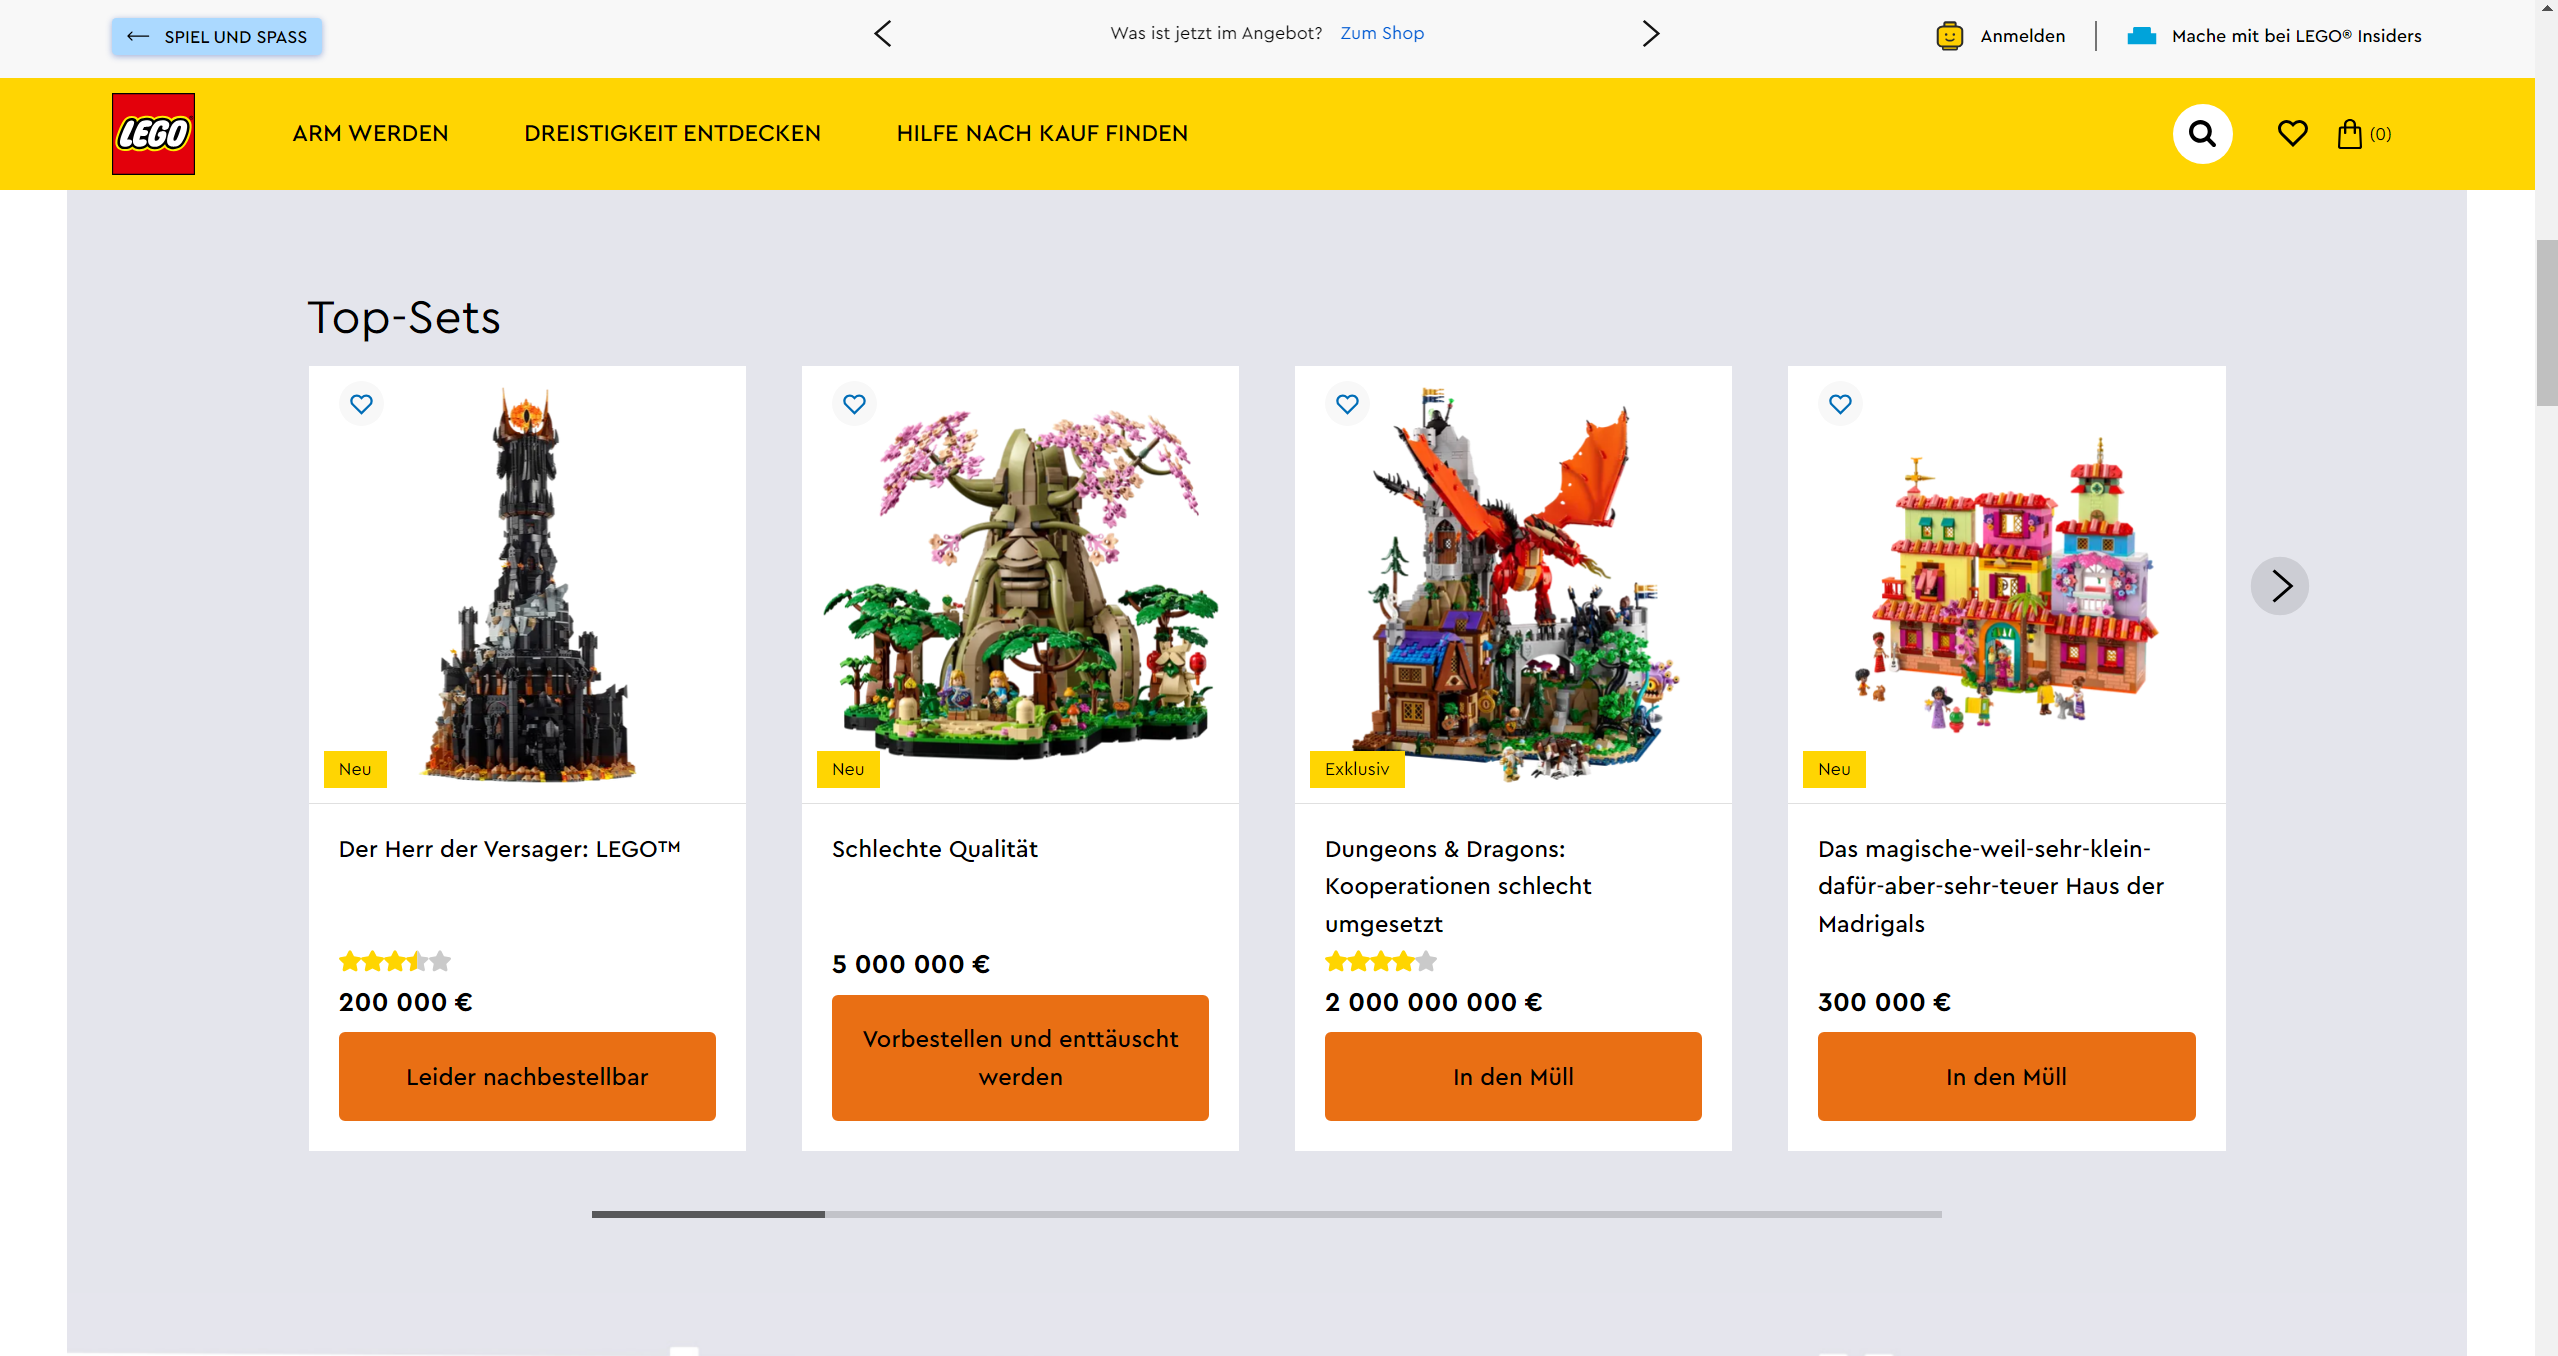 SPIEL UND SPASS
Was ist jetzt im Angebot? Zum Shop
Anmelden
Mache mit bei LEGO® Insiders
LEGO
ARM WERDEN
DREISTIGKEIT ENTDECKEN
HILFE NACH KAUF FINDEN
(0)
Top-Sets
Neu
Der Herr der Versager: LEGO™
200 000 €
Leider nachbestellbar
Neu
Schlechte Qualität
5 000 000 €
Vorbestellen und enttäuscht
werden
Exklusiv
Dungeons & Dragons:
Kooperationen schlecht
umgesetzt
2 000 000 000 €
In den Müll
Neu
Das magische-weil-sehr-klein-
dafür-aber-sehr-teuer Haus der
Madrigals
300 000 €
In den Müll